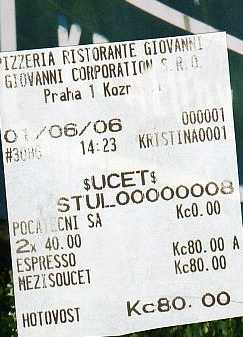 PIZZERIA RISTORANTE GIOVANNI
GIOVANNI CORPORATION S.R.O.
Praha 1 Kozr
000001
01/06/06
14:23 KRISTINA0001
$UCET$
STUL00000008
POCATECNI SA Kc0.00
2x 40.00
ESPRESSO Kc80.00 A
MEZISOUCET Kc80.00
HOTOVOST Kc80.00